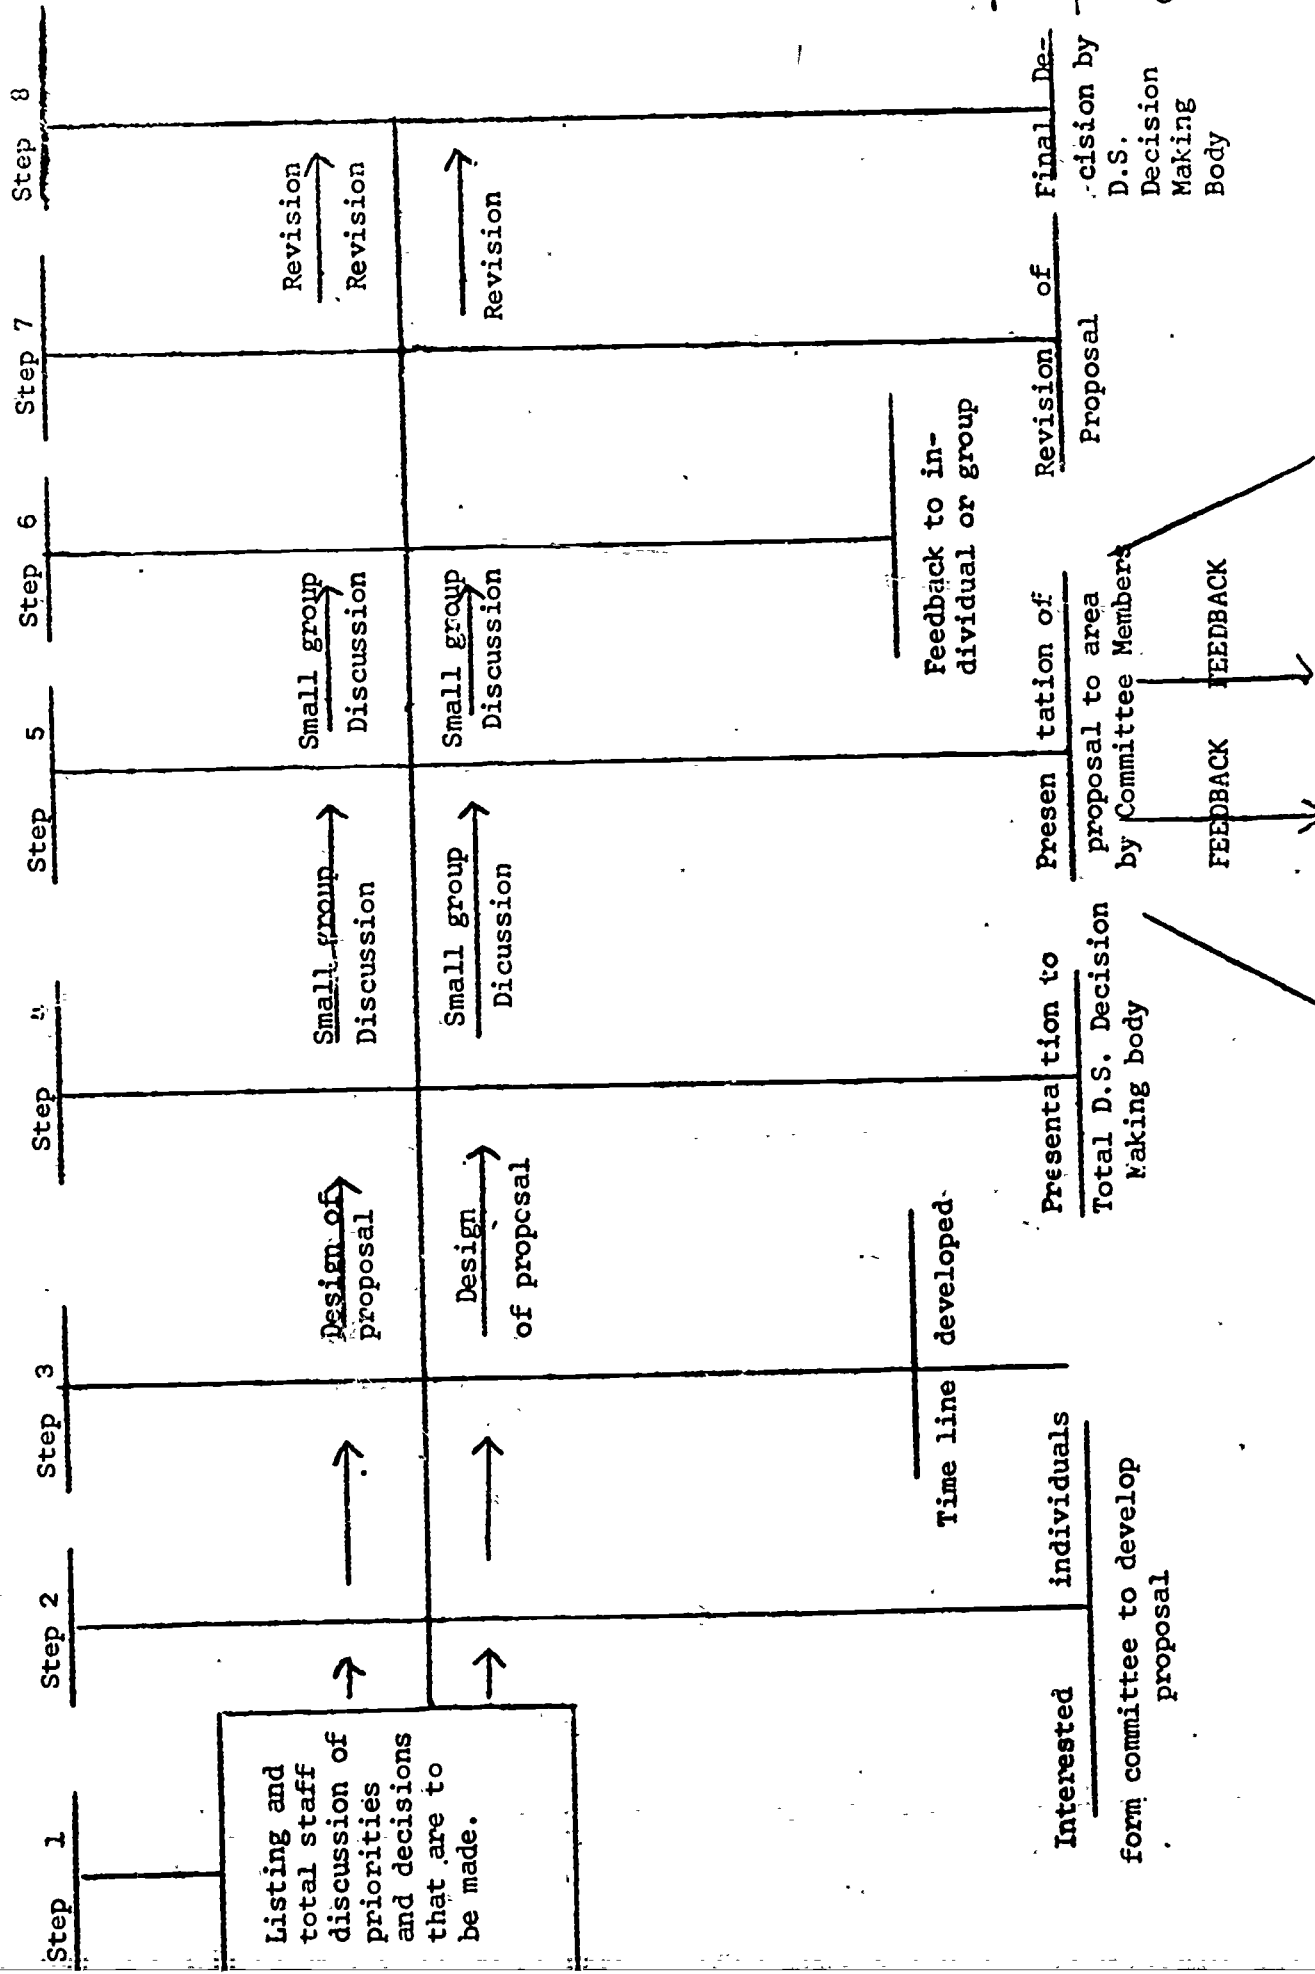 Step 1
Step 2
Step 3
Step 4
Step 5
Step 6
Step 7
Step 8
Listing and
total staff
discussion of
priorities
and decisions
that are to
be made.
Design of
proposal
Small group
Discussion
Small group
Discussion
Revision
Revision
Design
of proposal
Small group
Dicussion
Small group
Discussion
Revision
Interested individuals
form committee to develop
proposal
Time line developed
Presentation to
Total D.S. Decision
Making body
Presen tation of
proposal to area
by Committee Members
FEEDBACK FEEDBACK
Feedback to in-
dividual or group
Revision of
Proposal
Final De-
cision by
D.S.
Decision
Making
Body